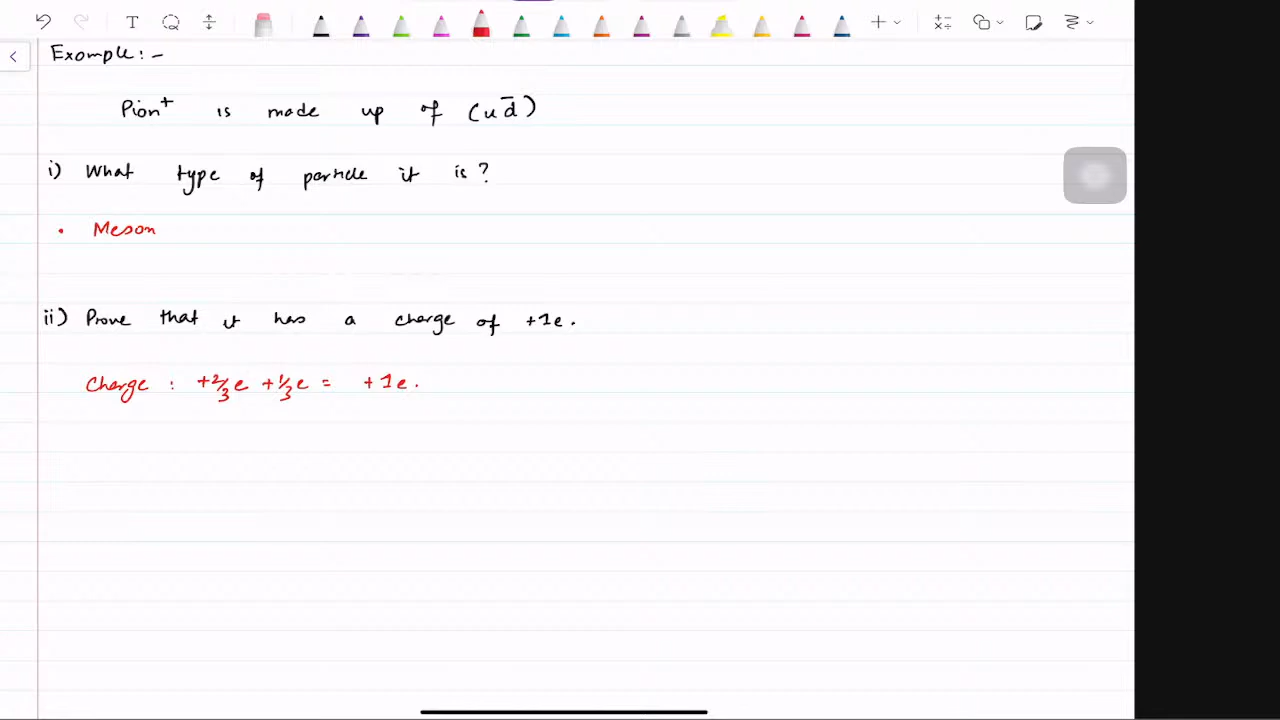 Example:-
Pion⁺ is made up of (ud̅)
i) What type of particle it is?
• Meson
ii) Prove that it has a charge of +1e.
Charge : +2/3e +1/3e = +1e.